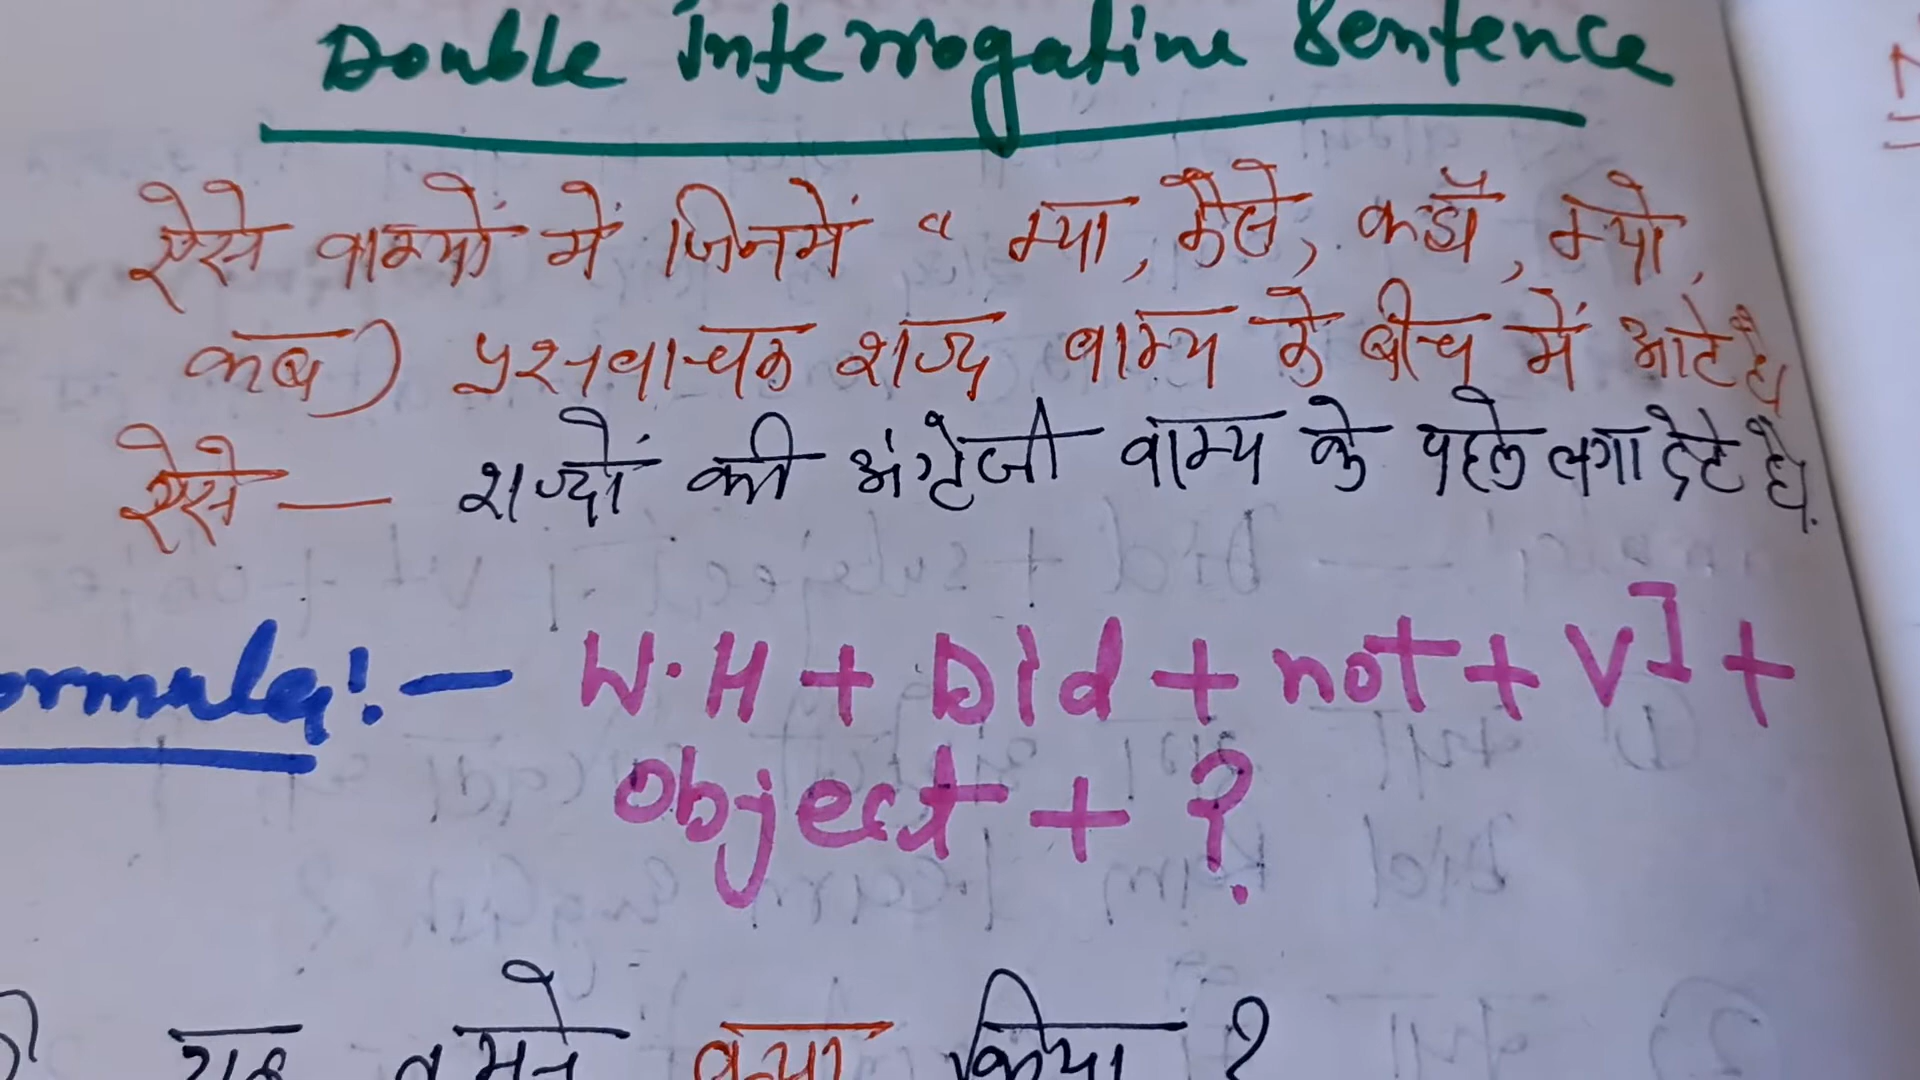 Double Interrogative Sentence
ऐसे वाक्यों में जिनमें " क्या, कैसे, कहाँ, क्यो,
कब) प्रश्नवाचक शब्द वाक्य के बीच में आते है।
ऐसे — शब्दों को अंग्रेजी वाक्य के पहले लगा देते है।
ormula!- W.H + Did + not + V1 +
object + ?
यह तुमने क्या किया ?